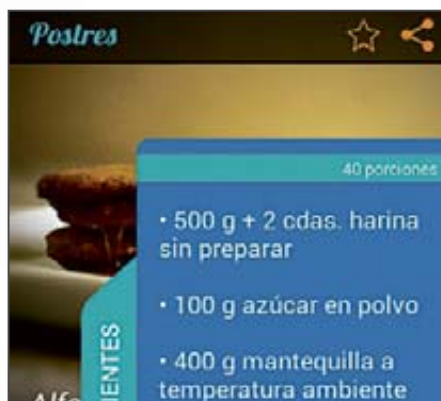 Postres
40 porciones
• 500 g + 2 cdas. harina
sin preparar
• 100 g azúcar en polvo
• 400 g mantequilla a
temperatura ambiente